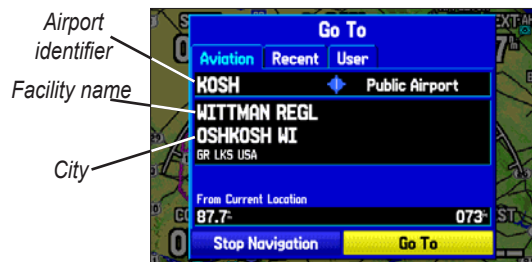 Airport
identifier
Facility name
City
Go To
Aviation Recent User
KOSH Public Airport
WITTMAN REGL
OSHKOSH WI
GR LKS USA
From Current Location
87.7 073
Stop Navigation Go To